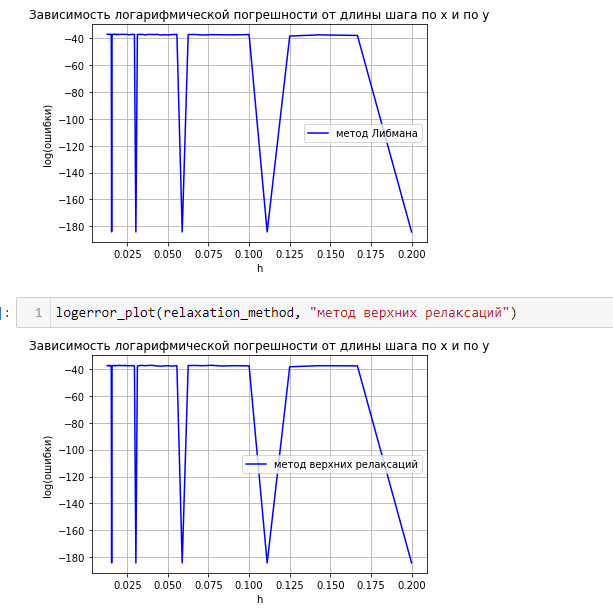 Зависимость логарифмической погрешности от длины шага по x и по y
−40
−60
−80
−100
−120
−140
−160
−180
log(ошибки)
метод Либмана
0.025 0.050 0.075 0.100 0.125 0.150 0.175 0.200
h
]: 1 logerror_plot(relaxation_method, "метод верхних релаксаций")
Зависимость логарифмической погрешности от длины шага по x и по y
−40
−60
−80
−100
−120
−140
−160
−180
log(ошибки)
метод верхних релаксаций
0.025 0.050 0.075 0.100 0.125 0.150 0.175 0.200
h